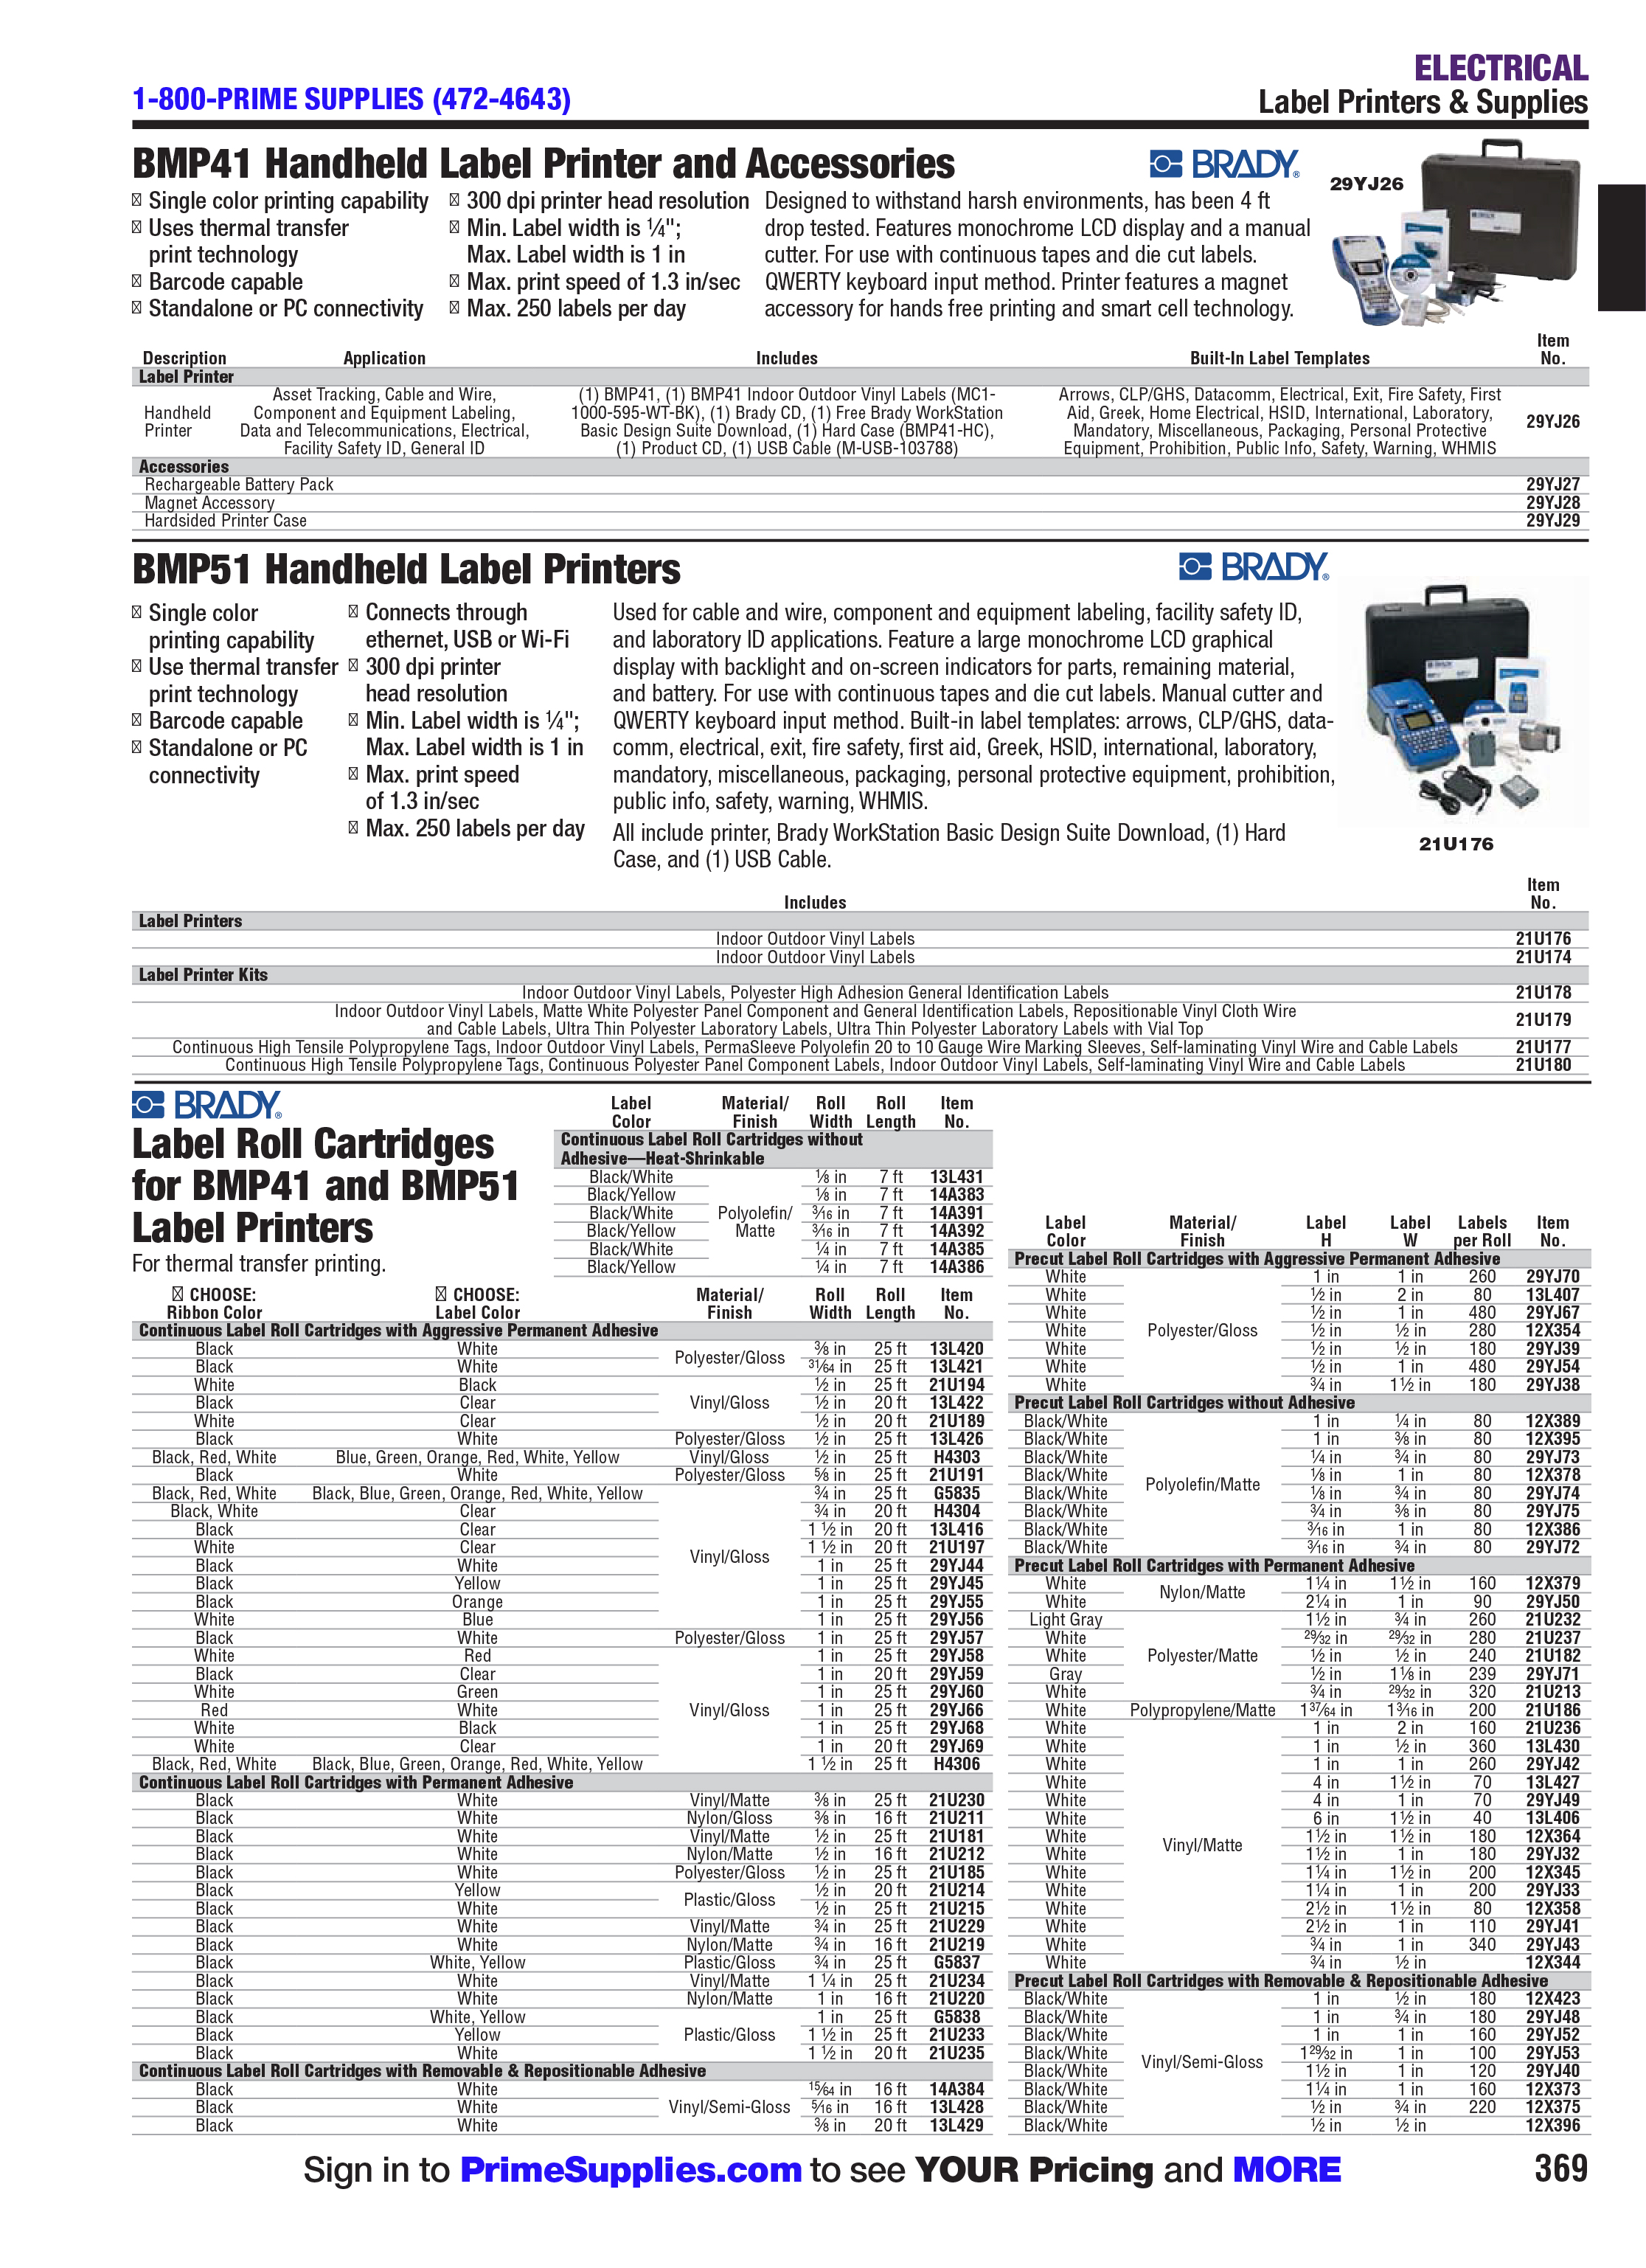 ELECTRICAL
1-800-PRIME SUPPLIES (472-4643)
Label Printers & Supplies
BMP41 Handheld Label Printer and Accessories
BRADY®
29YJ26
Single color printing capability
Uses thermal transfer
print technology
Barcode capable
Standalone or PC connectivity
300 dpi printer head resolution
Min. Label width is ¼";
Max. Label width is 1 in
Max. print speed of 1.3 in/sec
Max. 250 labels per day
Designed to withstand harsh environments, has been 4 ft
drop tested. Features monochrome LCD display and a manual
cutter. For use with continuous tapes and die cut labels.
QWERTY keyboard input method. Printer features a magnet
accessory for hands free printing and smart cell technology.
Description Application Includes Built-In Label Templates Item No.
Label Printer
Handheld Printer
Asset Tracking, Cable and Wire,
Component and Equipment Labeling,
Data and Telecommunications, Electrical,
Facility Safety ID, General ID
(1) BMP41, (1) BMP41 Indoor Outdoor Vinyl Labels (MC1-
1000-595-WT-BK), (1) Brady CD, (1) Free Brady WorkStation
Basic Design Suite Download, (1) Hard Case (BMP41-HC),
(1) Product CD, (1) USB Cable (M-USB-103788)
Arrows, CLP/GHS, Datacomm, Electrical, Exit, Fire Safety, First
Aid, Greek, Home Electrical, HSID, International, Laboratory,
Mandatory, Miscellaneous, Packaging, Personal Protective
Equipment, Prohibition, Public Info, Safety, Warning, WHMIS
29YJ26
Accessories
Rechargeable Battery Pack 29YJ27
Magnet Accessory 29YJ28
Hardsided Printer Case 29YJ29
BMP51 Handheld Label Printers
BRADY®
Single color
printing capability
Use thermal transfer
print technology
Barcode capable
Standalone or PC
connectivity
Connects through
ethernet, USB or Wi-Fi
300 dpi printer
head resolution
Min. Label width is ¼";
Max. Label width is 1 in
Max. print speed
of 1.3 in/sec
Max. 250 labels per day
Used for cable and wire, component and equipment labeling, facility safety ID,
and laboratory ID applications. Feature a large monochrome LCD graphical
display with backlight and on-screen indicators for parts, remaining material,
and battery. For use with continuous tapes and die cut labels. Manual cutter and
QWERTY keyboard input method. Built-in label templates: arrows, CLP/GHS, data-
comm, electrical, exit, fire safety, first aid, Greek, HSID, international, laboratory,
mandatory, miscellaneous, packaging, personal protective equipment, prohibition,
public info, safety, warning, WHMIS.
All include printer, Brady WorkStation Basic Design Suite Download, (1) Hard
Case, and (1) USB Cable.
21U176
Includes Item No.
Label Printers
Indoor Outdoor Vinyl Labels 21U176
Indoor Outdoor Vinyl Labels 21U174
Label Printer Kits
Indoor Outdoor Vinyl Labels, Polyester High Adhesion General Identification Labels 21U178
Indoor Outdoor Vinyl Labels, Matte White Polyester Panel Component and General Identification Labels, Repositionable Vinyl Cloth Wire
and Cable Labels, Ultra Thin Polyester Laboratory Labels, Ultra Thin Polyester Laboratory Labels with Vial Top 21U179
Continuous High Tensile Polypropylene Tags, Indoor Outdoor Vinyl Labels, PermaSleeve Polyolefin 20 to 10 Gauge Wire Marking Sleeves, Self-laminating Vinyl Wire and Cable Labels 21U177
Continuous High Tensile Polypropylene Tags, Continuous Polyester Panel Component Labels, Indoor Outdoor Vinyl Labels, Self-laminating Vinyl Wire and Cable Labels 21U180
BRADY®
Label Roll Cartridges
for BMP41 and BMP51
Label Printers
For thermal transfer printing.
Label Color Material/ Finish Roll Width Roll Length Item No.
Continuous Label Roll Cartridges without
Adhesive—Heat-Shrinkable
Black/White ⅛ in 7 ft 13L431
Black/Yellow ⅛ in 7 ft 14A383
Black/White Polyolefin/ Matte 3/16 in 7 ft 14A391
Black/Yellow 3/16 in 7 ft 14A392
Black/White ¼ in 7 ft 14A385
Black/Yellow ¼ in 7 ft 14A386
CHOOSE: Ribbon Color CHOOSE: Label Color Material/ Finish Roll Width Roll Length Item No.
Continuous Label Roll Cartridges with Aggressive Permanent Adhesive
Black White Polyester/Gloss ⅜ in 25 ft 13L420
Black White 31/64 in 25 ft 13L421
White Black ½ in 25 ft 21U194
Black Clear Vinyl/Gloss ½ in 20 ft 13L422
White Clear ½ in 20 ft 21U189
Black White Polyester/Gloss ½ in 25 ft 13L426
Black, Red, White Blue, Green, Orange, Red, White, Yellow Vinyl/Gloss ½ in 25 ft H4303
Black White Polyester/Gloss ⅝ in 25 ft 21U191
Black, Red, White Black, Blue, Green, Orange, Red, White, Yellow ¾ in 25 ft G5835
Black, White Clear ¾ in 20 ft H4304
Black Clear 1 ½ in 20 ft 13L416
White Clear Vinyl/Gloss 1 ½ in 20 ft 21U197
Black White 1 in 25 ft 29YJ44
Black Yellow 1 in 25 ft 29YJ45
Black Orange 1 in 25 ft 29YJ55
White Blue 1 in 25 ft 29YJ56
Black White Polyester/Gloss 1 in 25 ft 29YJ57
White Red 1 in 25 ft 29YJ58
Black Clear 1 in 20 ft 29YJ59
White Green 1 in 25 ft 29YJ60
Red White Vinyl/Gloss 1 in 25 ft 29YJ66
White Black 1 in 25 ft 29YJ68
White Clear 1 in 20 ft 29YJ69
Black, Red, White Black, Blue, Green, Orange, Red, White, Yellow 1 ½ in 25 ft H4306
Continuous Label Roll Cartridges with Permanent Adhesive
Black White Vinyl/Matte ⅜ in 25 ft 21U230
Black White Nylon/Gloss ⅜ in 16 ft 21U211
Black White Vinyl/Matte ½ in 25 ft 21U181
Black White Nylon/Matte ½ in 16 ft 21U212
Black White Polyester/Gloss ½ in 25 ft 21U185
Black Yellow Plastic/Gloss ½ in 20 ft 21U214
Black White ½ in 25 ft 21U215
Black White Vinyl/Matte ¾ in 25 ft 21U229
Black White Nylon/Matte ¾ in 16 ft 21U219
Black White, Yellow Plastic/Gloss ¾ in 25 ft G5837
Black White Vinyl/Matte 1 ¼ in 25 ft 21U234
Black White Nylon/Matte 1 in 16 ft 21U220
Black White, Yellow 1 in 25 ft G5838
Black Yellow Plastic/Gloss 1 ½ in 25 ft 21U233
Black White 1 ½ in 20 ft 21U235
Continuous Label Roll Cartridges with Removable & Repositionable Adhesive
Black White 15/64 in 16 ft 14A384
Black White Vinyl/Semi-Gloss 5/16 in 16 ft 13L428
Black White ⅜ in 20 ft 13L429
Label Color Material/ Finish Label H Label W Labels per Roll Item No.
Precut Label Roll Cartridges with Aggressive Permanent Adhesive
White 1 in 1 in 260 29YJ70
White ½ in 2 in 80 13L407
White ½ in 1 in 480 29YJ67
White Polyester/Gloss ½ in ½ in 280 12X354
White ½ in ½ in 180 29YJ39
White ½ in 1 in 480 29YJ54
White ¾ in 1½ in 180 29YJ38
Precut Label Roll Cartridges without Adhesive
Black/White 1 in ¼ in 80 12X389
Black/White 1 in ⅜ in 80 12X395
Black/White ¼ in ¾ in 80 29YJ73
Black/White Polyolefin/Matte ⅛ in 1 in 80 12X378
Black/White ⅛ in ¾ in 80 29YJ74
Black/White ¾ in ⅜ in 80 29YJ75
Black/White 3/16 in 1 in 80 12X386
Black/White 3/16 in ¾ in 80 29YJ72
Precut Label Roll Cartridges with Permanent Adhesive
White Nylon/Matte 1¼ in 1½ in 160 12X379
White 2¼ in 1 in 90 29YJ50
Light Gray 1½ in ¾ in 260 21U232
White 29/32 in 29/32 in 280 21U237
White Polyester/Matte ½ in ½ in 240 21U182
Gray ½ in 1⅛ in 239 29YJ71
White ¾ in 29/32 in 320 21U213
White Polypropylene/Matte 1 37/64 in 1 3/16 in 200 21U186
White 1 in 2 in 160 21U236
White 1 in ½ in 360 13L430
White 1 in 1 in 260 29YJ42
White 4 in 1½ in 70 13L427
White 4 in 1 in 70 29YJ49
White 6 in 1½ in 40 13L406
White Vinyl/Matte 1½ in 1½ in 180 12X364
White 1½ in 1 in 180 29YJ32
White 1¼ in 1½ in 200 12X345
White 1¼ in 1 in 200 29YJ33
White 2½ in 1½ in 80 12X358
White 2½ in 1 in 110 29YJ41
White ¾ in 1 in 340 29YJ43
White ¾ in ½ in 12X344
Precut Label Roll Cartridges with Removable & Repositionable Adhesive
Black/White 1 in ½ in 180 12X423
Black/White 1 in ¾ in 180 29YJ48
Black/White 1 in 1 in 160 29YJ52
Black/White Vinyl/Semi-Gloss 1 29/32 in 1 in 100 29YJ53
Black/White 1½ in 1 in 120 29YJ40
Black/White 1¼ in 1 in 160 12X373
Black/White ½ in ¾ in 220 12X375
Black/White ½ in ½ in 12X396
Sign in to PrimeSupplies.com to see YOUR Pricing and MORE
369